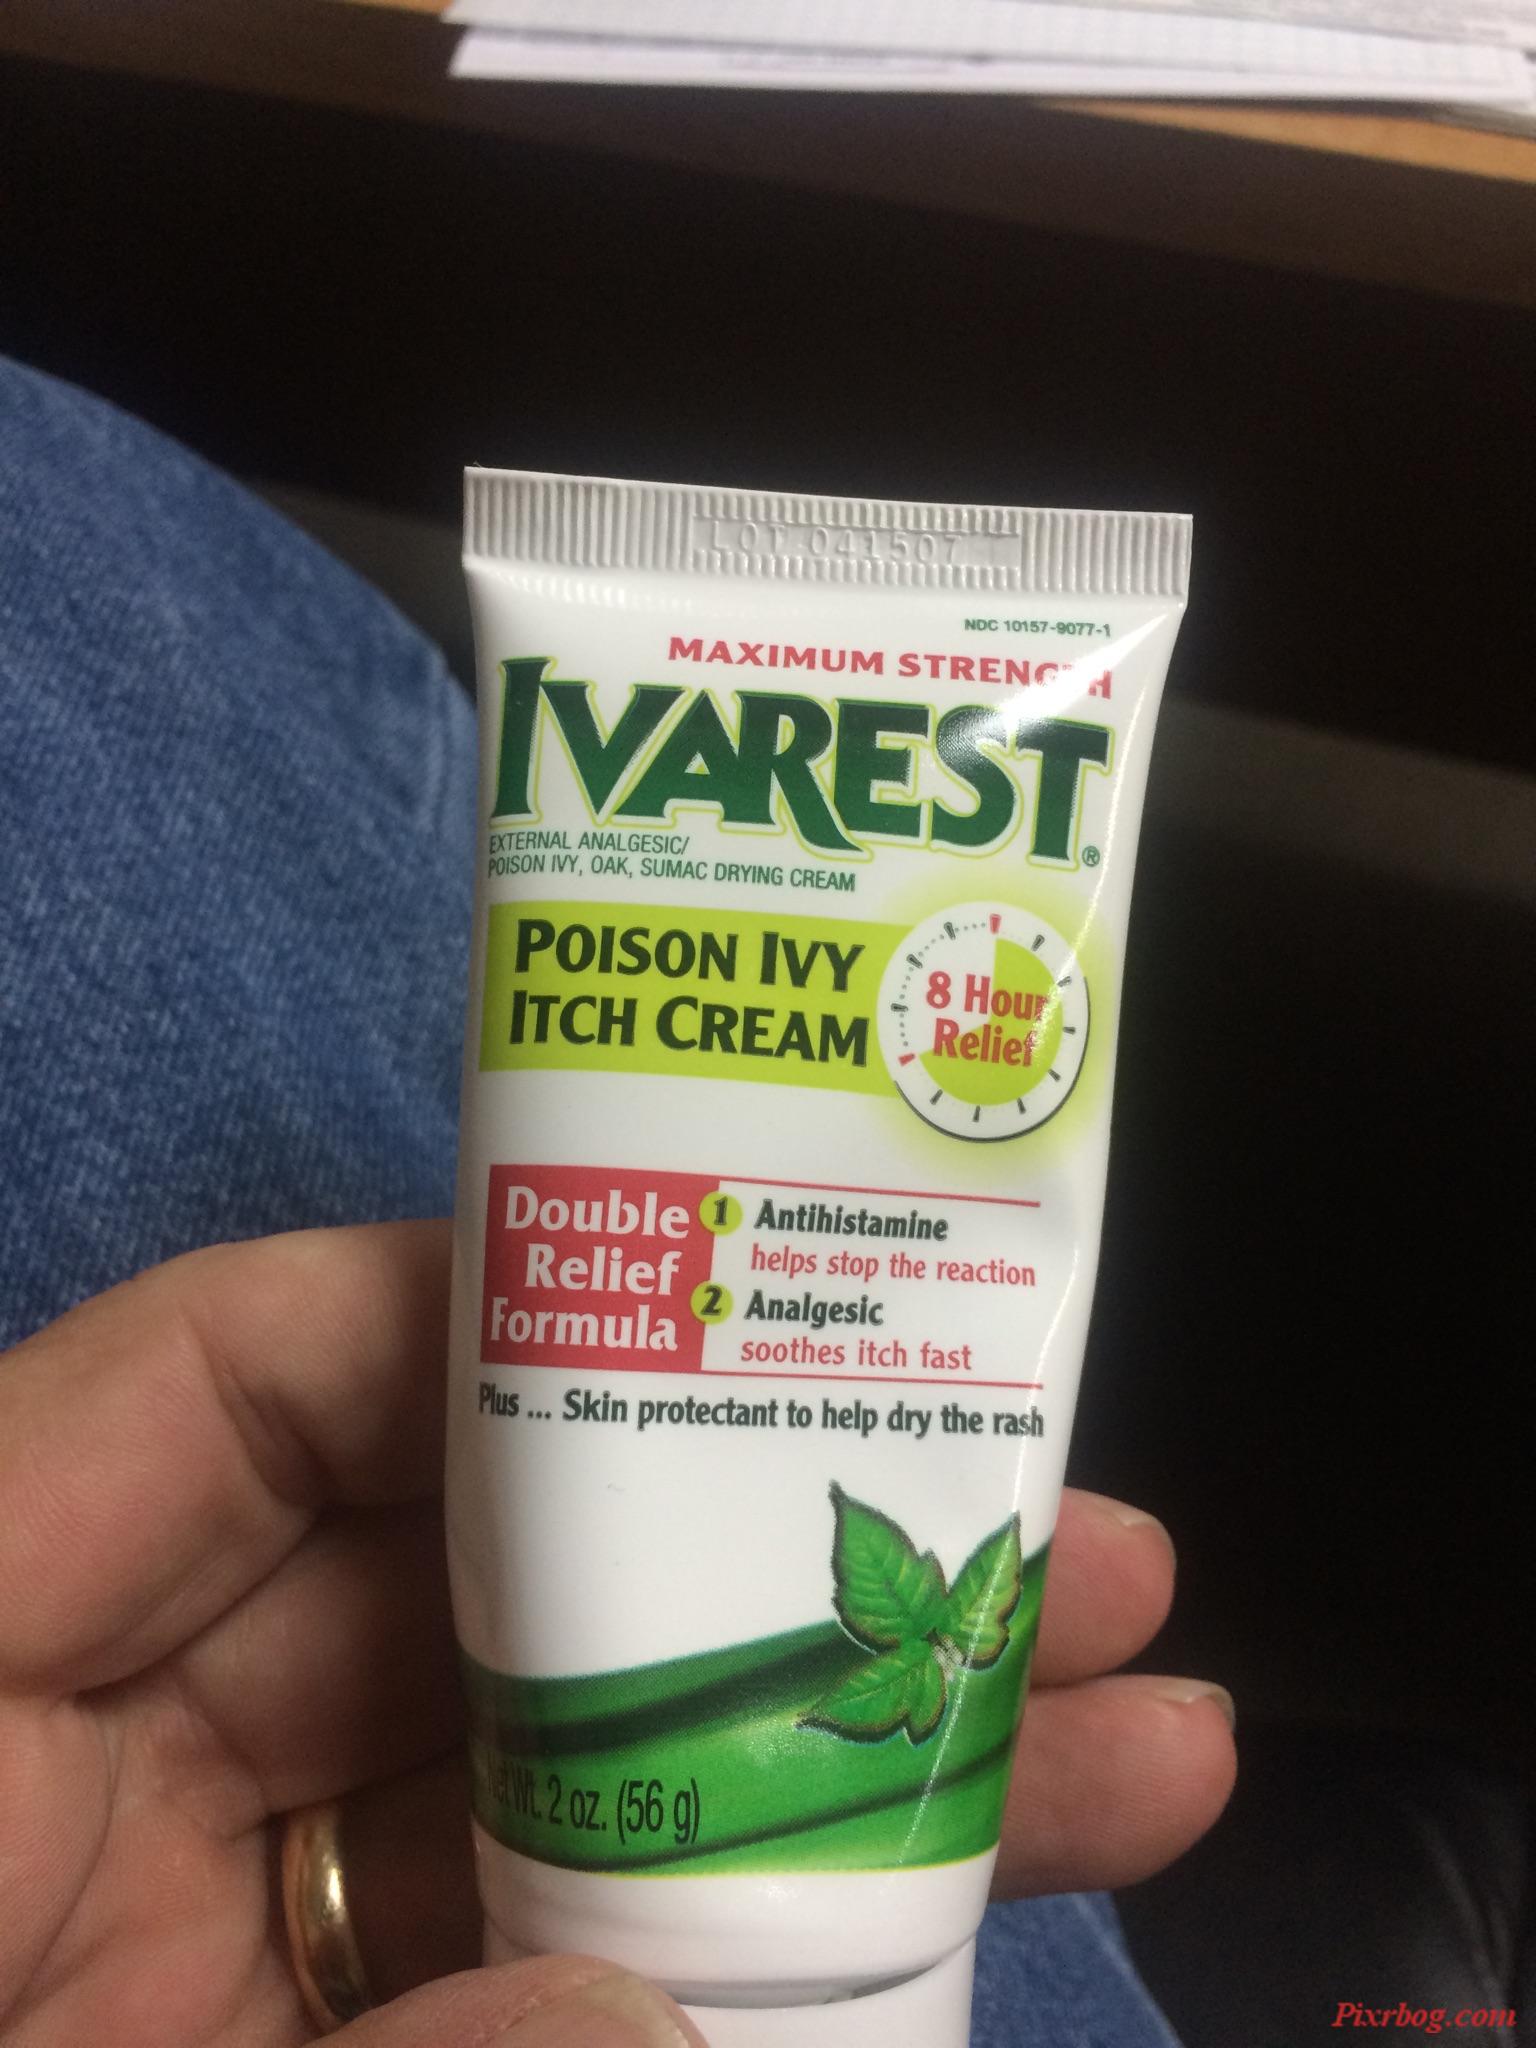 LOT 041507
NDC 10157-9077-1
MAXIMUM STRENGTH
IVAREST®
EXTERNAL ANALGESIC/
POISON IVY, OAK, SUMAC DRYING CREAM
POISON IVY
ITCH CREAM
8 Hour
Relief
Double
Relief
Formula
1 Antihistamine
helps stop the reaction
2 Analgesic
soothes itch fast
Plus ... Skin protectant to help dry the rash
Net Wt. 2 oz. (56 g)
Pixrbog.com